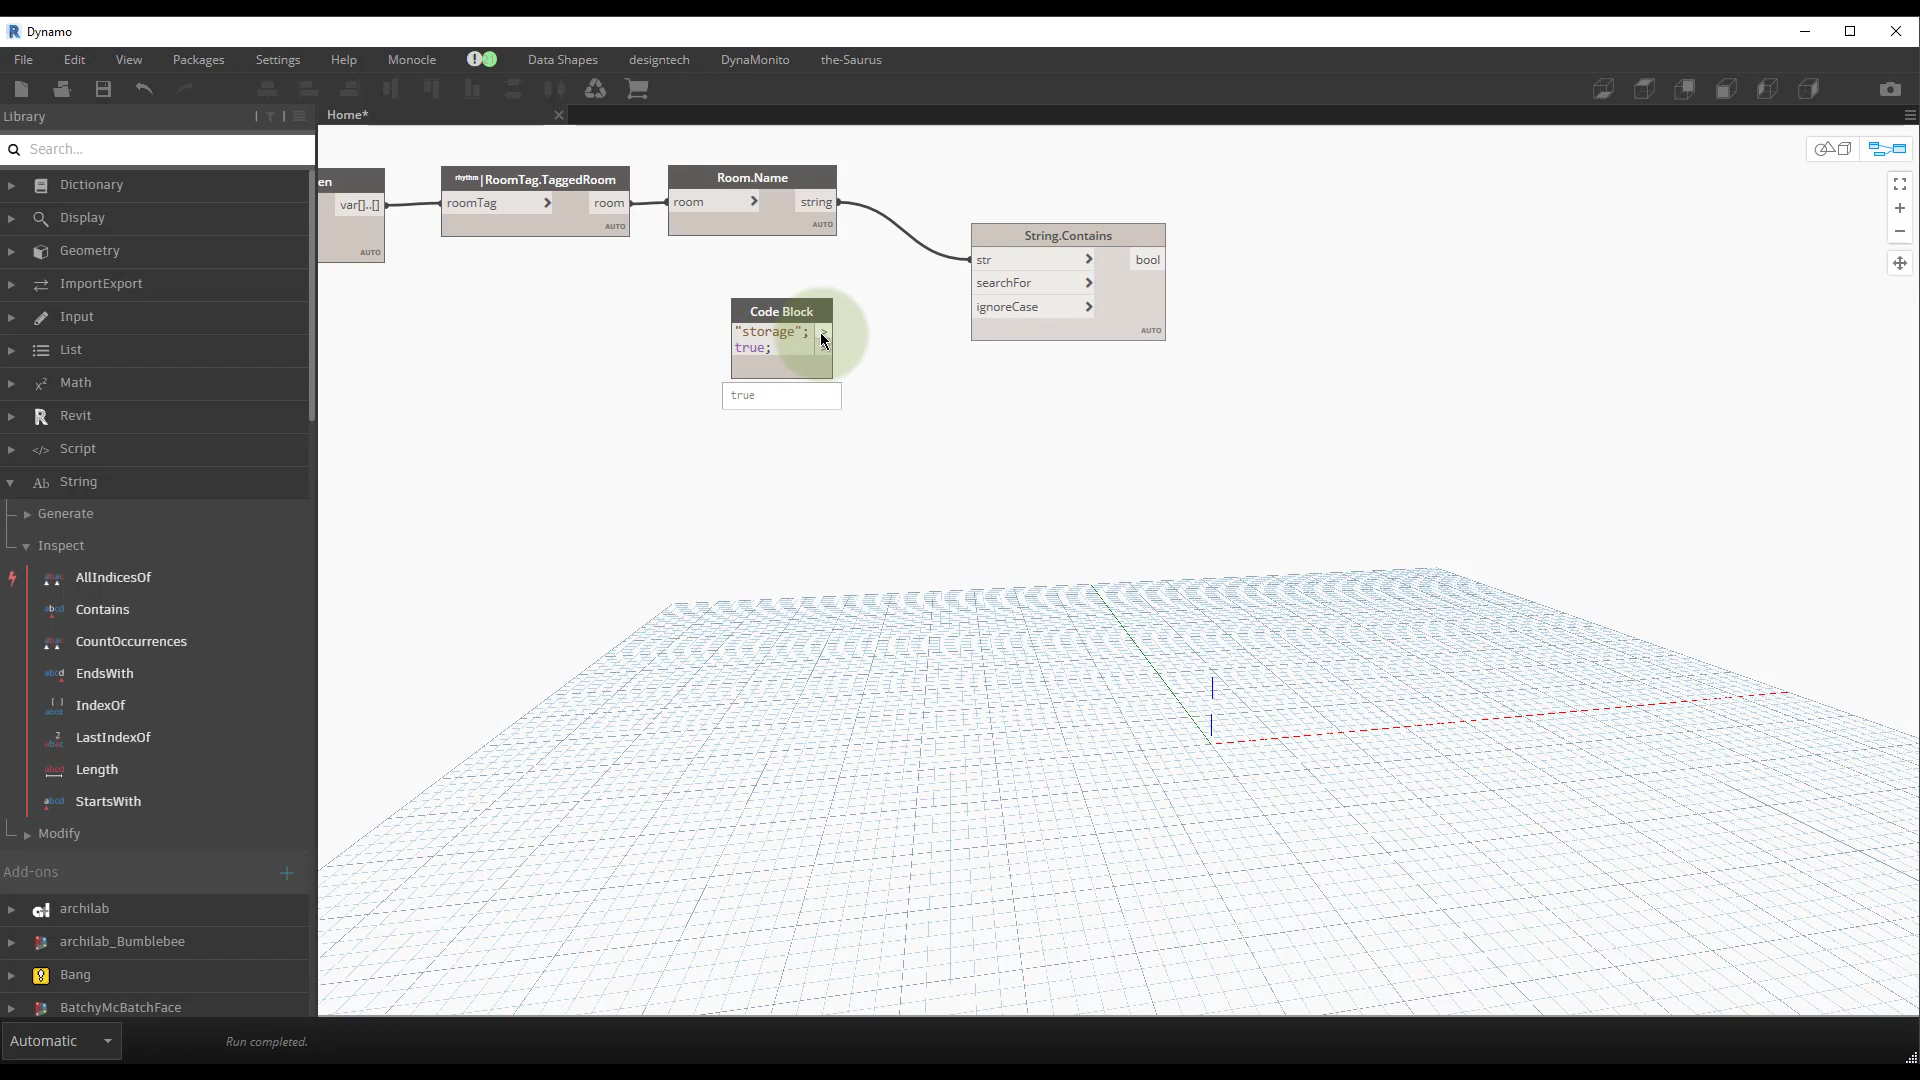 Dynamo
File Edit View Packages Settings Help Monocle Data Shapes designtech DynaMonito the-Saurus
Library
Home*
Search...
Dictionary
Display
Geometry
ImportExport
Input
List
Math
Revit
Script
String
Generate
Inspect
AllIndicesOf
Contains
CountOccurrences
EndsWith
IndexOf
LastIndexOf
Length
StartsWith
Modify
Add-ons
archilab
archilab_Bumblebee
Bang
BatchyMcBatchFace
en
var[]..[]
AUTO
rhythm|RoomTag.TaggedRoom
roomTag > room
AUTO
Room.Name
room > string
AUTO
String.Contains
str > bool
searchFor >
ignoreCase >
AUTO
Code Block
"storage"; >
true;
true
Automatic
Run completed.